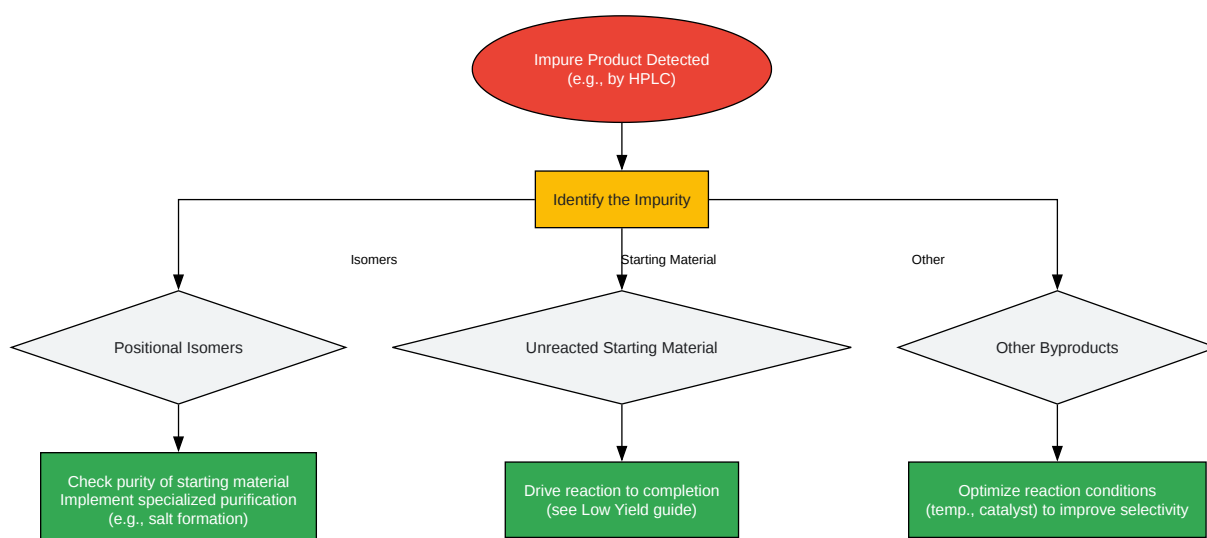 Impure Product Detected
(e.g., by HPLC)
Identify the Impurity
Isomers
Starting Material
Other
Positional Isomers
Unreacted Starting Material
Other Byproducts
Check purity of starting material
Implement specialized purification
(e.g., salt formation)
Drive reaction to completion
(see Low Yield guide)
Optimize reaction conditions
(temp., catalyst) to improve selectivity